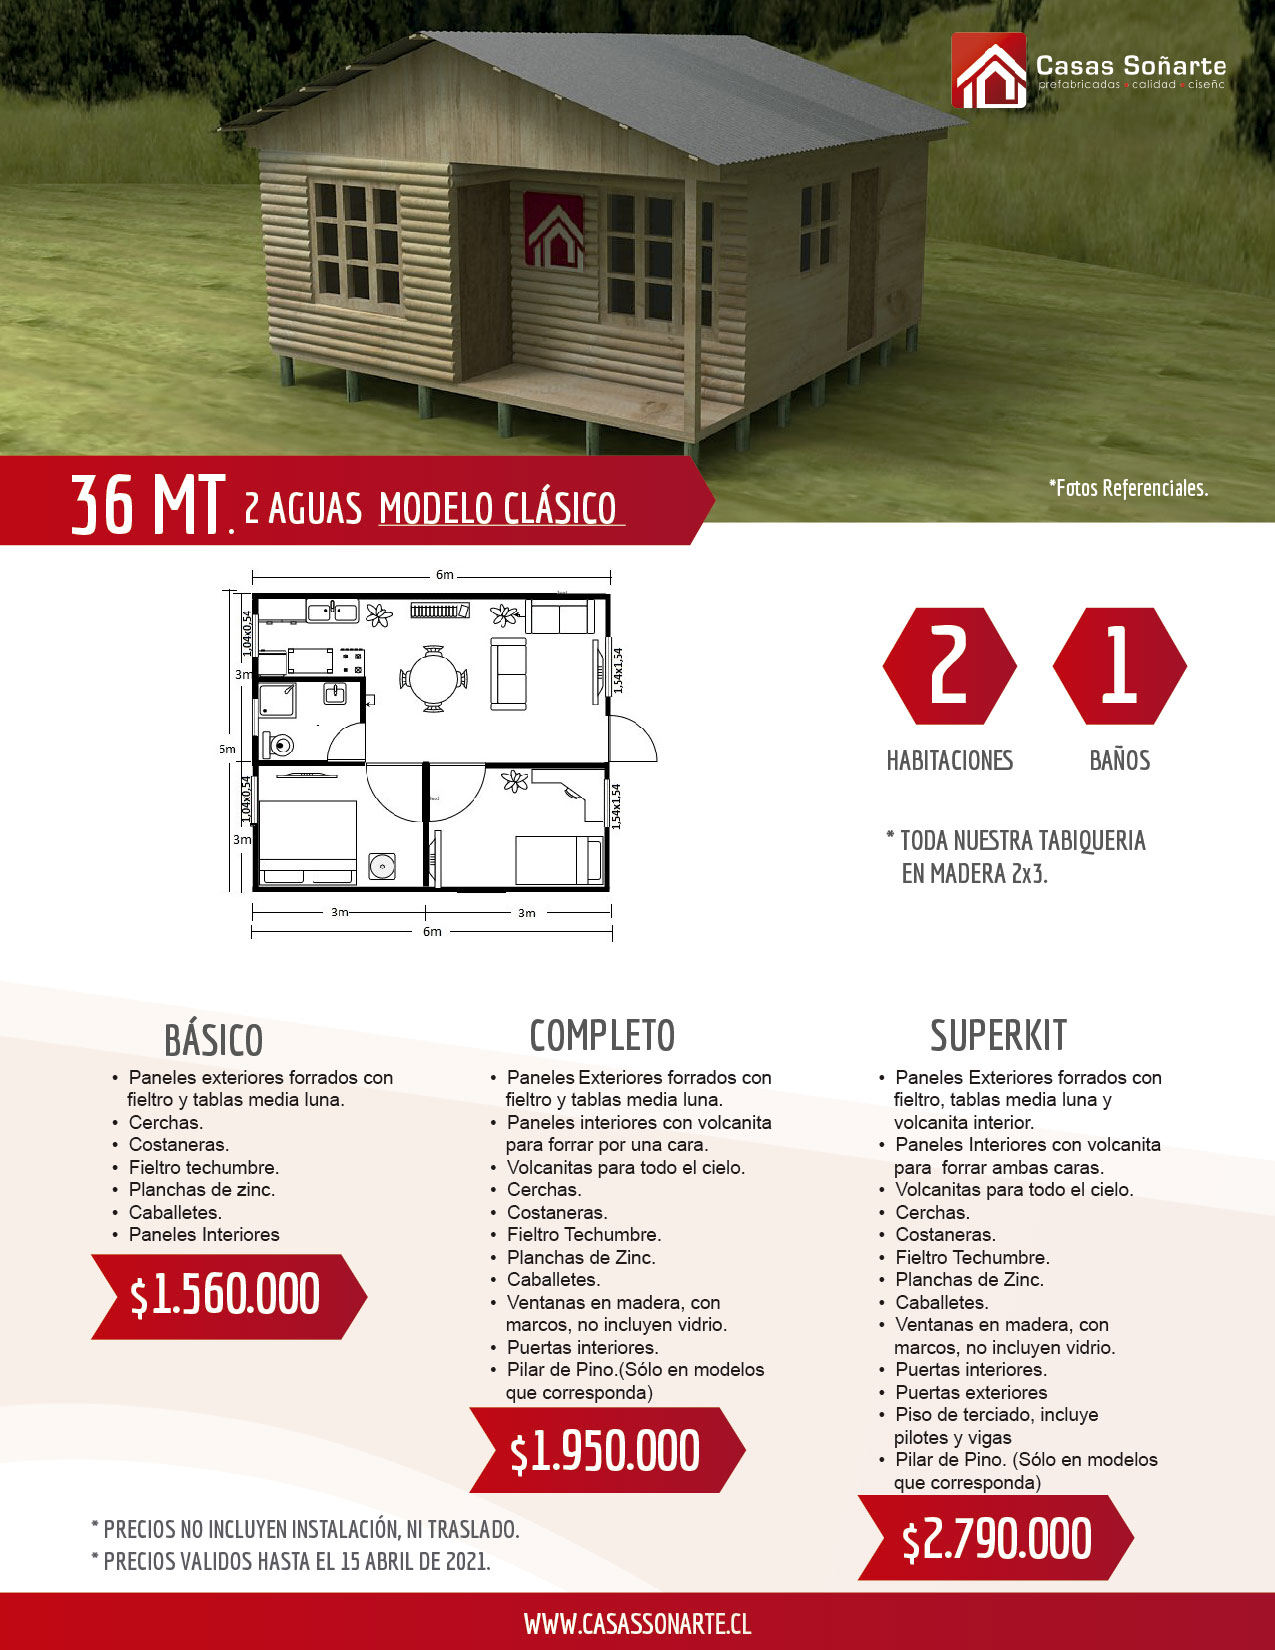 Casas Soñarte
prefabricadas • calidad • ciseño
*Fotos Referenciales.
36 MT. 2 AGUAS MODELO CLÁSICO
6m
1,04x0,54
3m
1,54x1,54
6m
1,04x0,54
3m
1,54x1,54
3m
3m
6m
2
1
HABITACIONES
BAÑOS
* TODA NUESTRA TABIQUERIA
EN MADERA 2x3.
BÁSICO
• Paneles exteriores forrados con
fieltro y tablas media luna.
• Cerchas.
• Costaneras.
• Fieltro techumbre.
• Planchas de zinc.
• Caballetes.
• Paneles Interiores
$1.560.000
COMPLETO
• Paneles Exteriores forrados con
fieltro y tablas media luna.
• Paneles interiores con volcanita
para forrar por una cara.
• Volcanitas para todo el cielo.
• Cerchas.
• Costaneras.
• Fieltro Techumbre.
• Planchas de Zinc.
• Caballetes.
• Ventanas en madera, con
marcos, no incluyen vidrio.
• Puertas interiores.
• Pilar de Pino.(Sólo en modelos
que corresponda)
$1.950.000
SUPERKIT
• Paneles Exteriores forrados con
fieltro, tablas media luna y
volcanita interior.
• Paneles Interiores con volcanita
para forrar ambas caras.
• Volcanitas para todo el cielo.
• Cerchas.
• Costaneras.
• Fieltro Techumbre.
• Planchas de Zinc.
• Caballetes.
• Ventanas en madera, con
marcos, no incluyen vidrio.
• Puertas interiores.
• Puertas exteriores
• Piso de terciado, incluye
pilotes y vigas
• Pilar de Pino. (Sólo en modelos
que corresponda)
$2.790.000
* PRECIOS NO INCLUYEN INSTALACIÓN, NI TRASLADO.
* PRECIOS VALIDOS HASTA EL 15 ABRIL DE 2021.
WWW.CASASSONARTE.CL